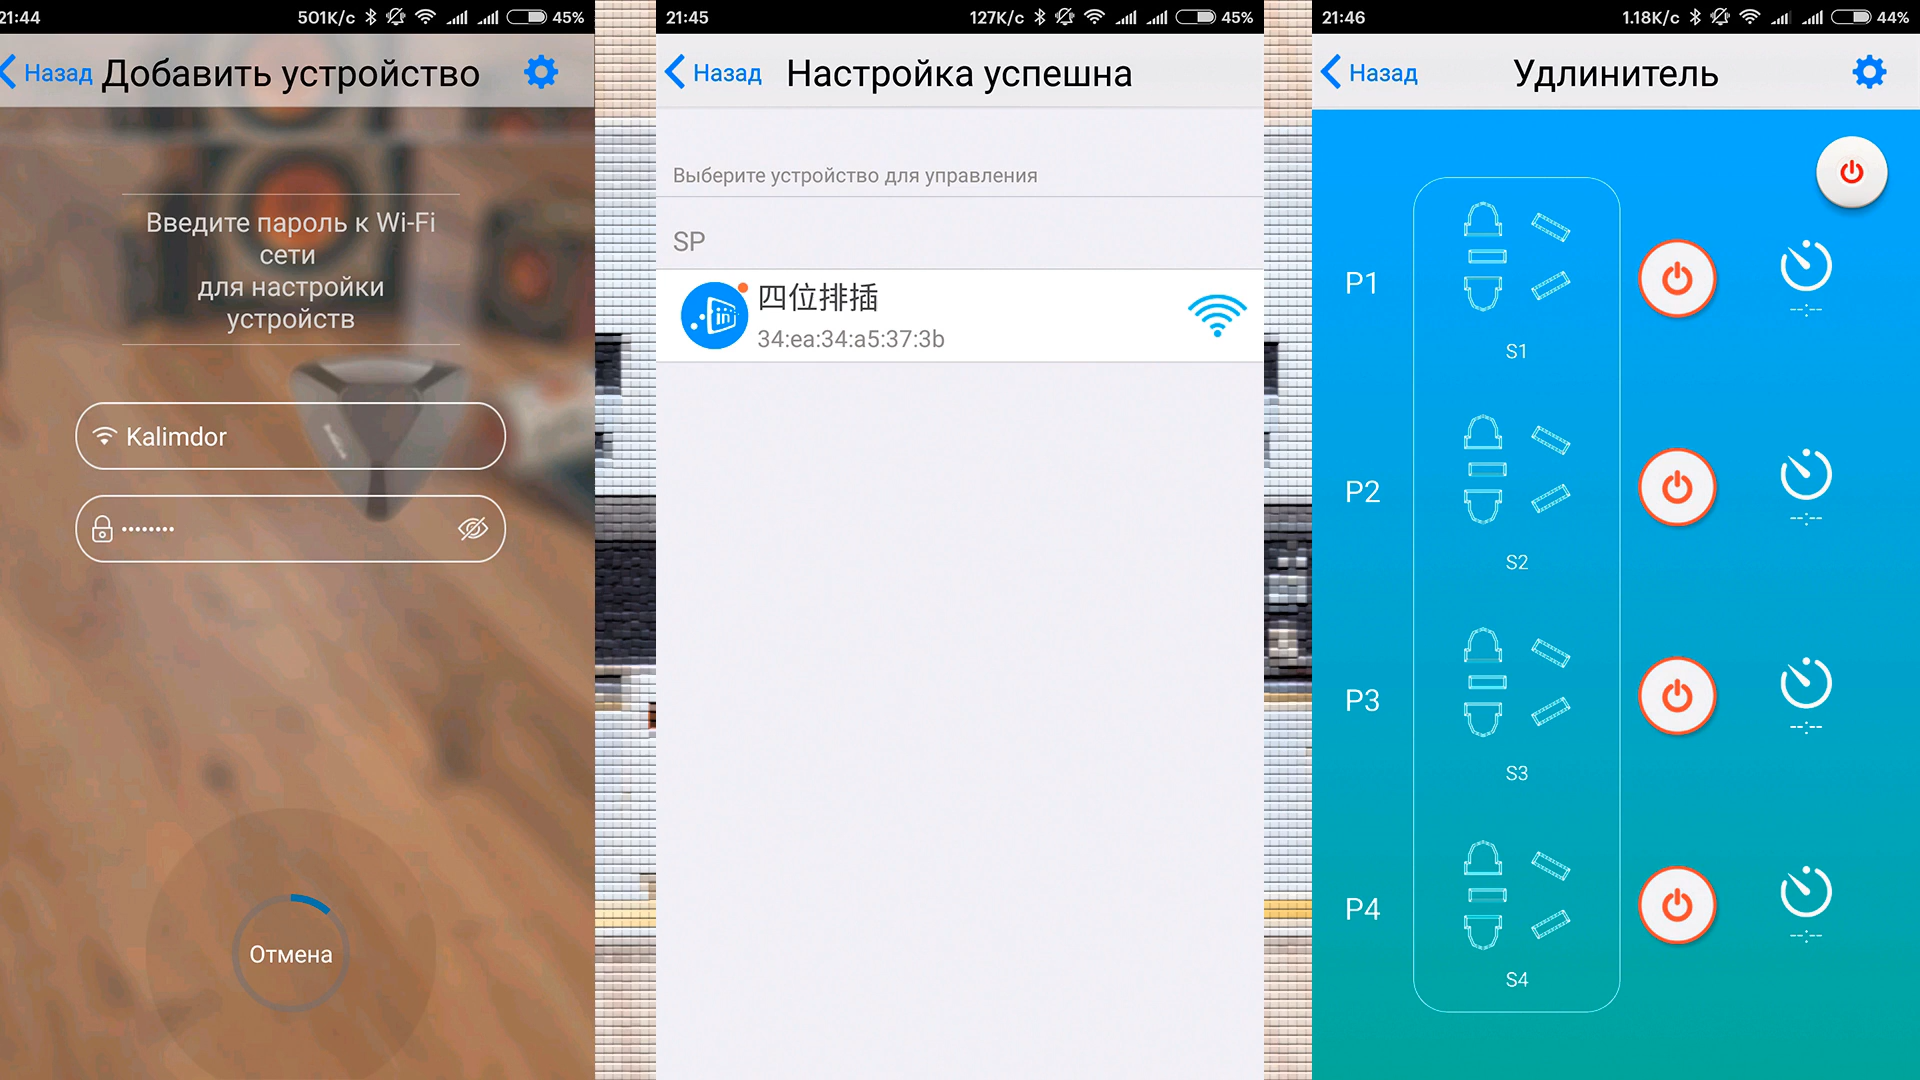 21:44
501K/c
45%
Назад
Добавить устройство
Введите пароль к Wi-Fi
сети
для настройки
устройств
Kalimdor
••••••••
Отмена
21:45
127K/c
45%
Назад
Настройка успешна
Выберите устройство для управления
SP
in
四位排插
34:ea:34:a5:37:3b
21:46
1.18K/c
44%
Назад
Удлинитель
P1
S1
--:--
P2
S2
--:--
P3
S3
--:--
P4
S4
--:--